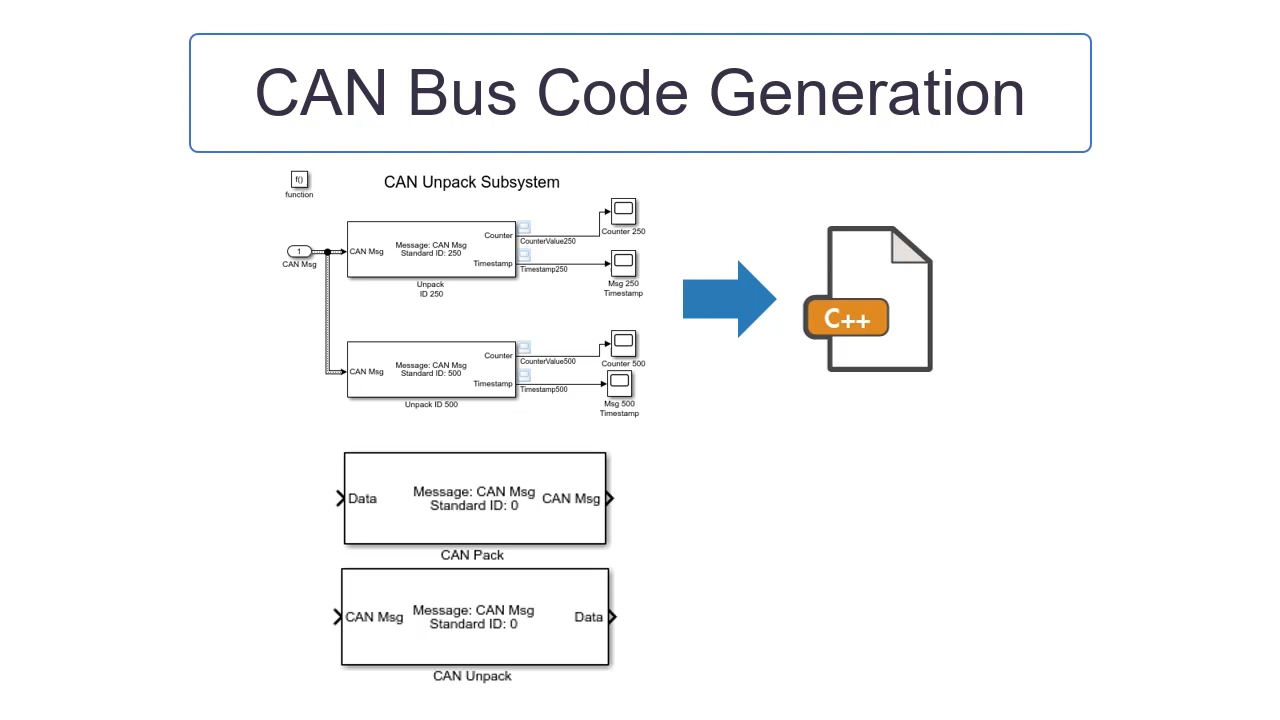 CAN Bus Code Generation
f()
function
CAN Unpack Subsystem
1
CAN Msg
CAN Msg
Message: CAN Msg
Standard ID: 250
Counter
Timestamp
Unpack
ID 250
CounterValue250
Timestamp250
Counter 250
Msg 250
Timestamp
CAN Msg
Message: CAN Msg
Standard ID: 500
Counter
Timestamp
Unpack ID 500
CounterValue500
Timestamp500
Counter 500
Msg 500
Timestamp
C++
Data
Message: CAN Msg
Standard ID: 0
CAN Msg
CAN Pack
CAN Msg
Message: CAN Msg
Standard ID: 0
Data
CAN Unpack